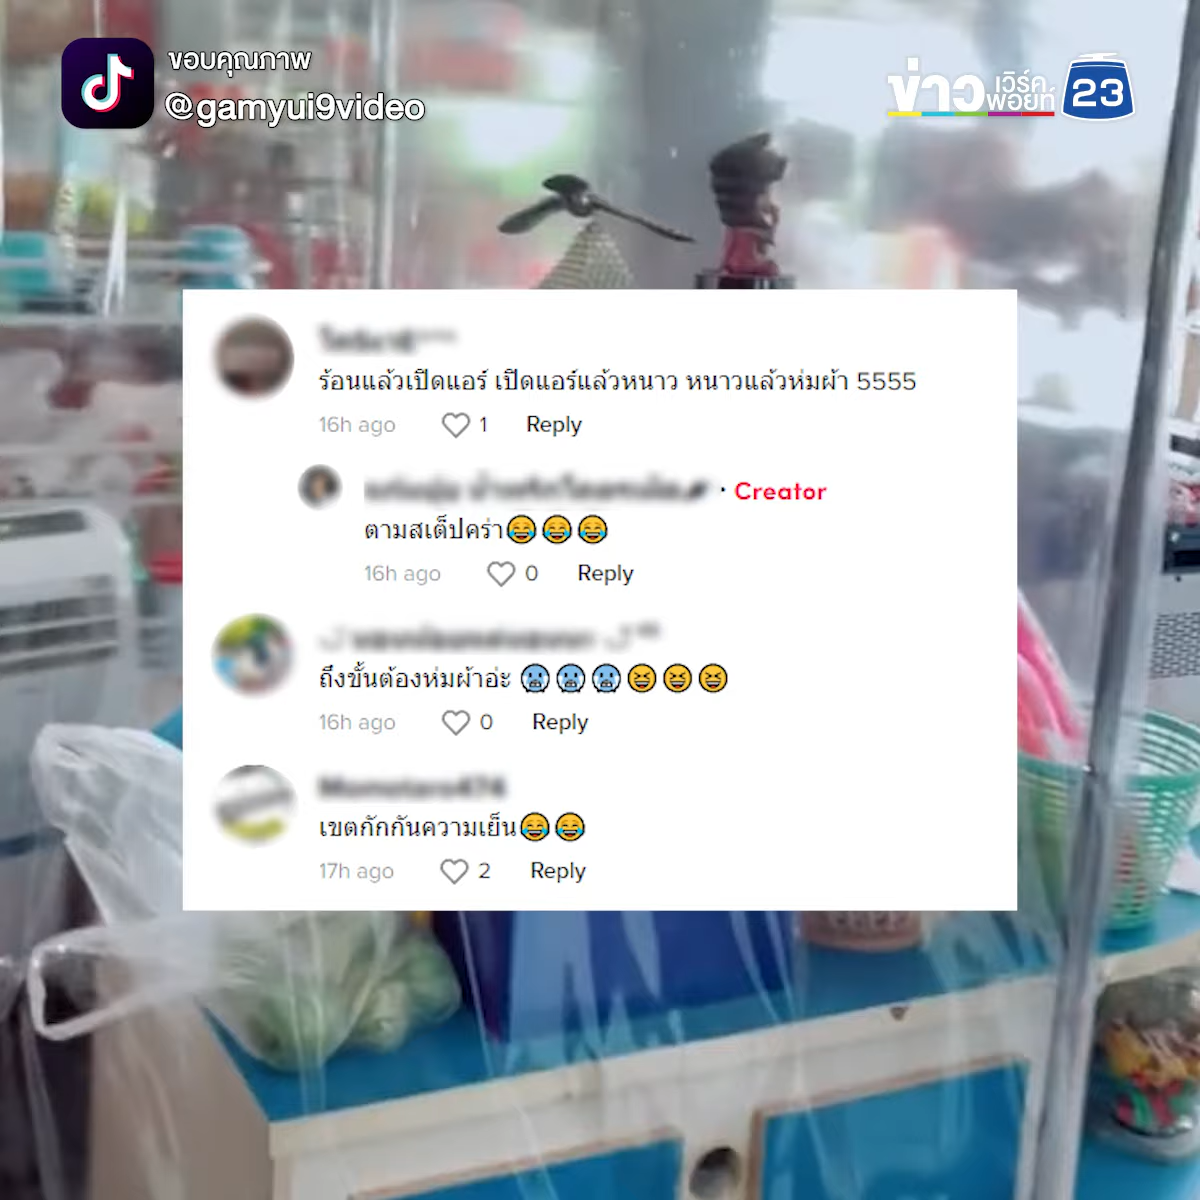 ขอบคุณภาพ
@gamyui9video
ข่าว เวิร์คพอยท์ 23
ร้อนแล้วเปิดแอร์ เปิดแอร์แล้วหนาว หนาวแล้วห่มผ้า 5555
16h ago 1 Reply
· Creator
ตามสเต็ปคร่า😂😂😂
16h ago 0 Reply
ถึงขั้นต้องห่มผ้าอ่ะ 🥶🥶🥶😆😆😆
16h ago 0 Reply
เขตกักกันความเย็น😂😂
17h ago 2 Reply